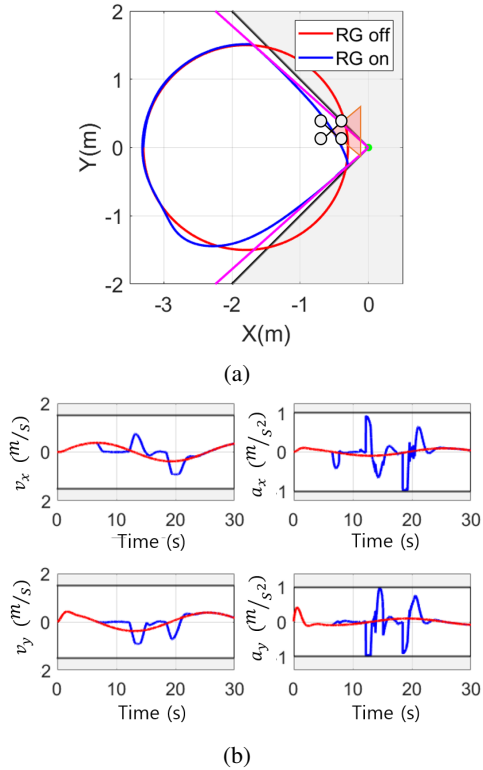 RG off
RG on
2
1
0
-1
-2
Y(m)
-3 -2 -1 0
X(m)
(a)
2
0
2
v_x (m/s)
0 10 20 30
Time (s)
1
0
-1
a_x (m/s²)
0 10 20 30
Time (s)
2
0
2
v_y (m/s)
0 10 20 30
Time (s)
1
0
-1
a_y (m/s²)
0 10 20 30
Time (s)
(b)